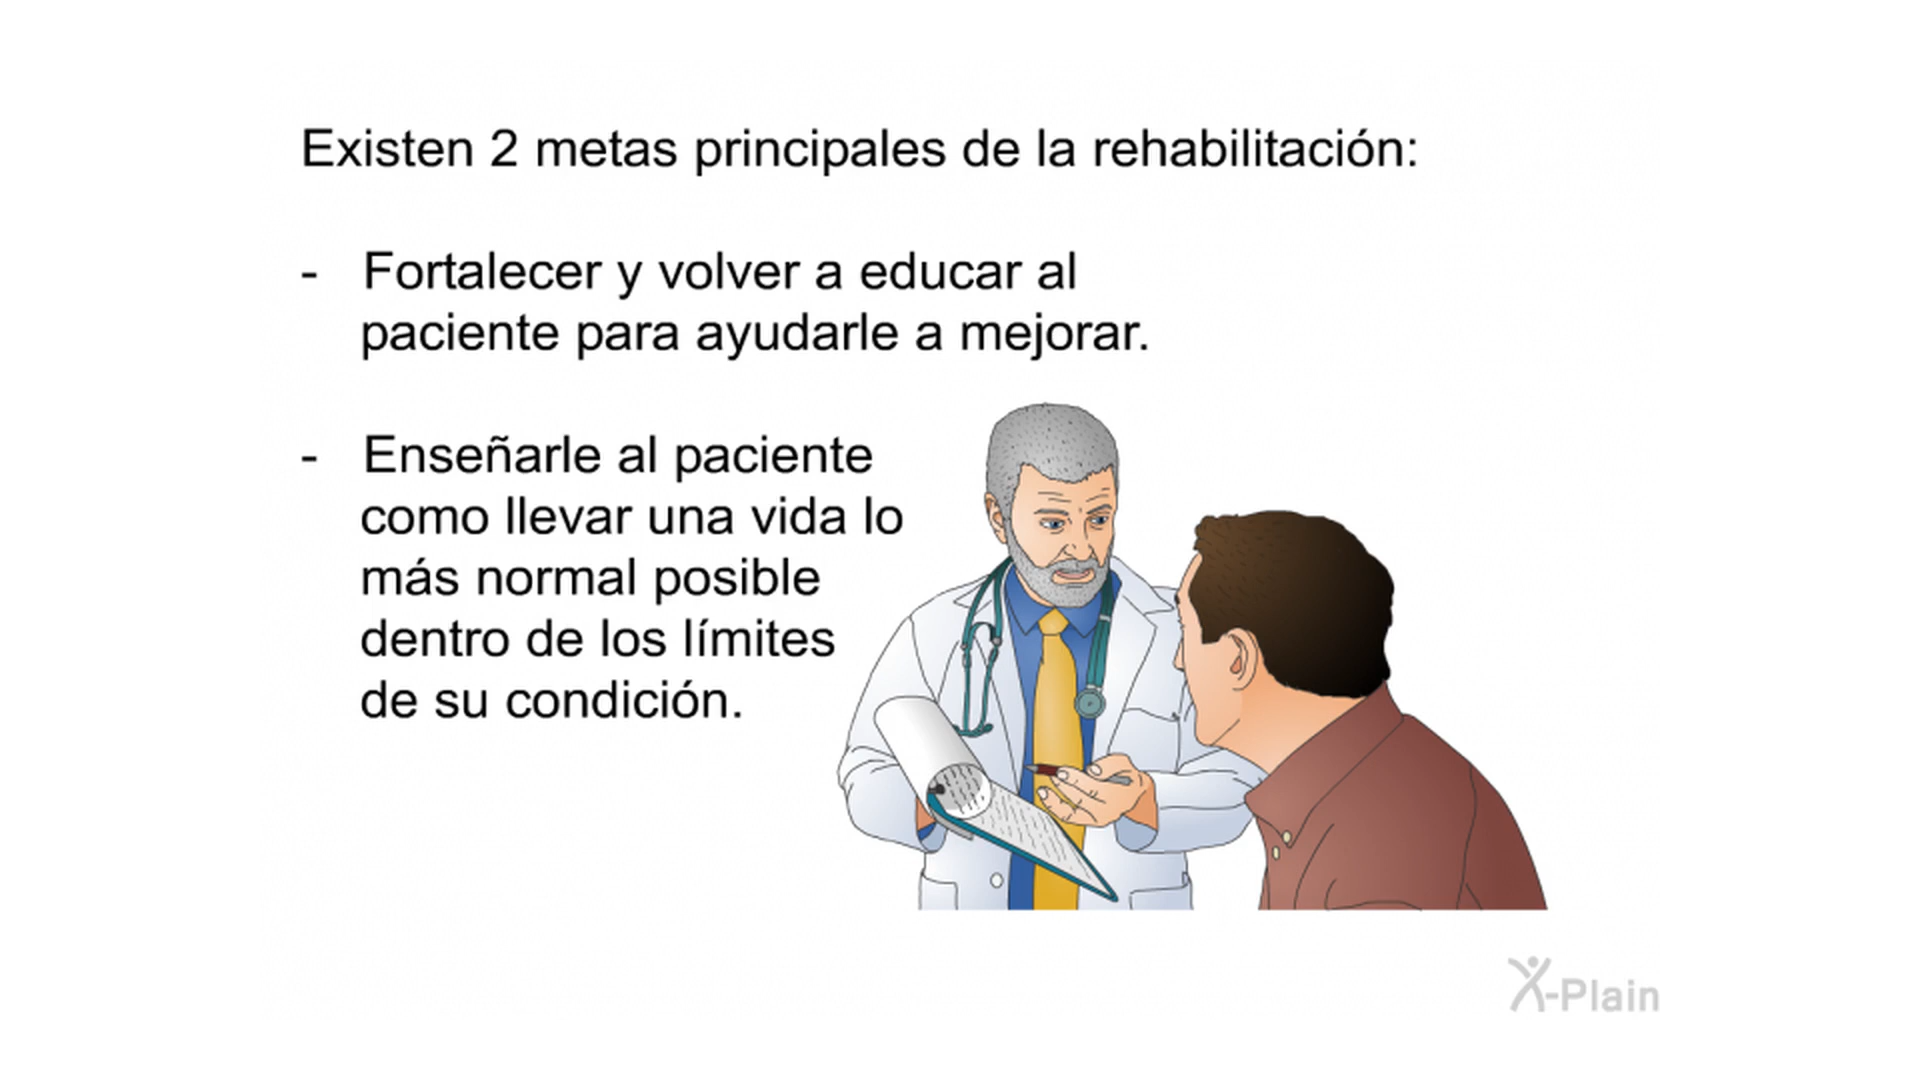 Existen 2 metas principales de la rehabilitación:
- Fortalecer y volver a educar al
paciente para ayudarle a mejorar.
- Enseñarle al paciente
como llevar una vida lo
más normal posible
dentro de los límites
de su condición.
X-Plain